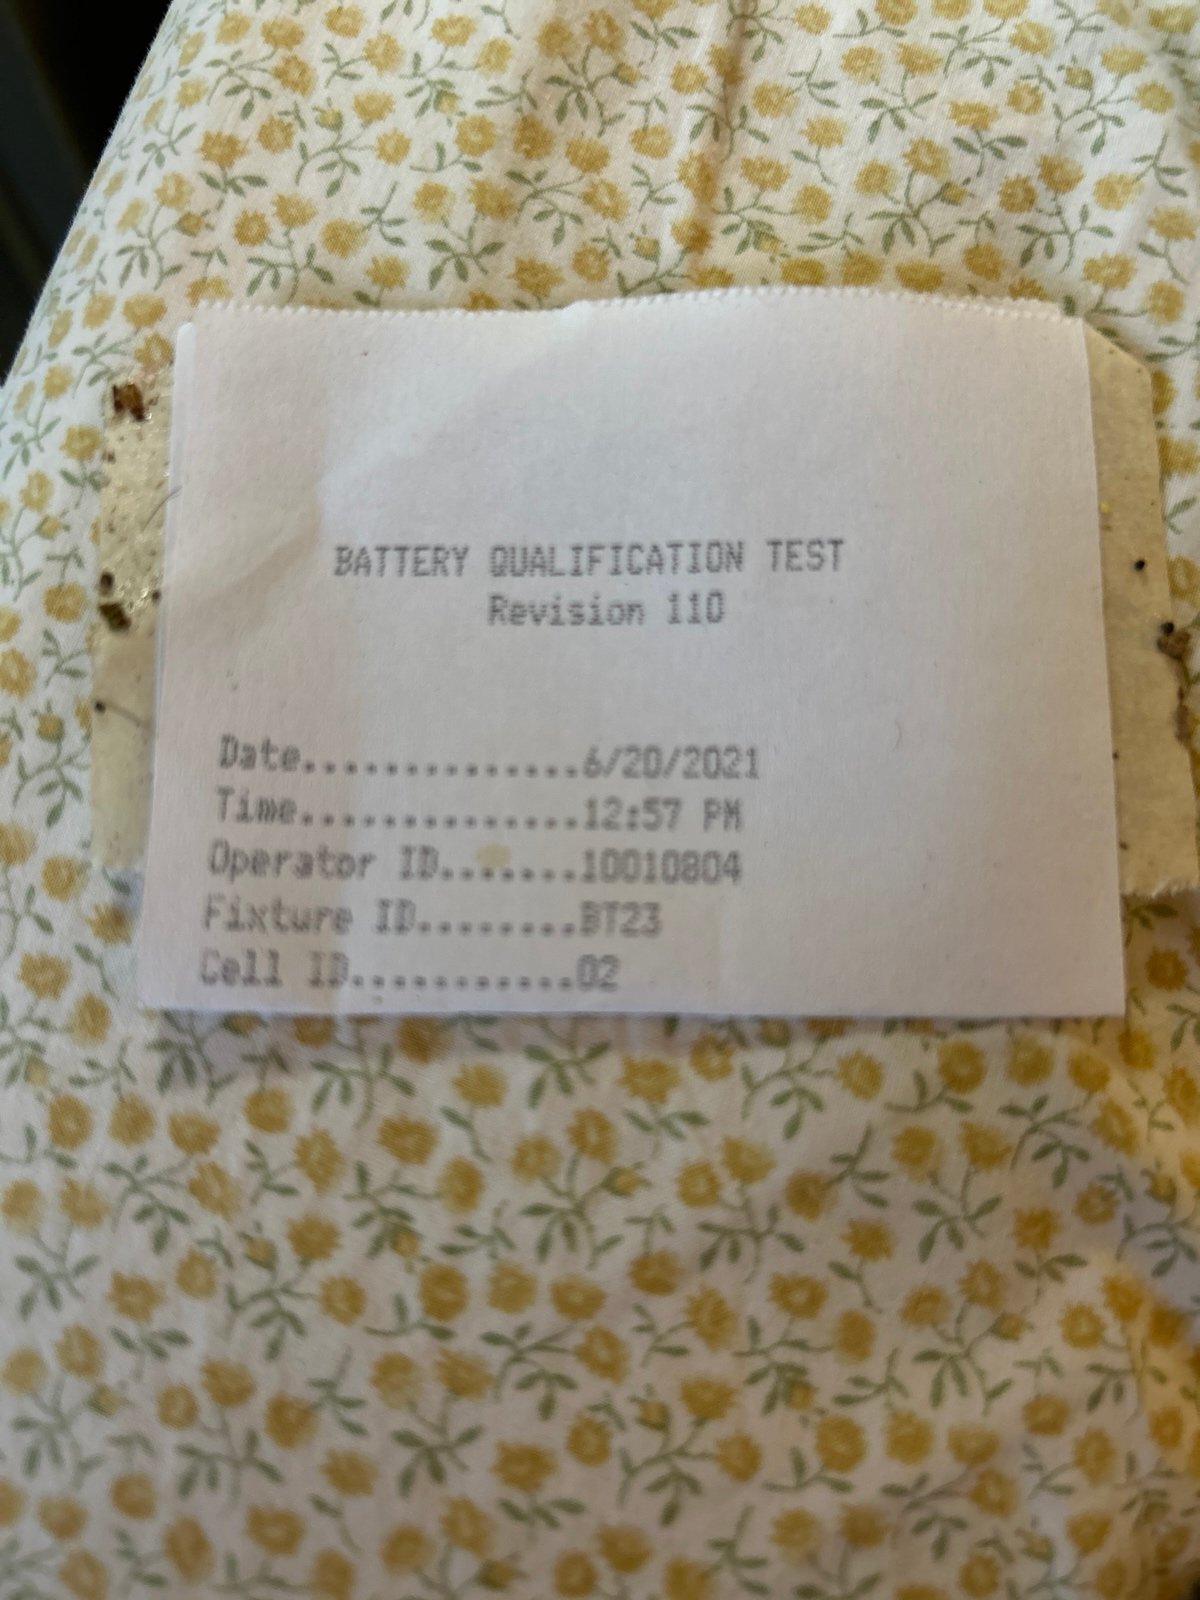 BATTERY QUALIFICATION TEST
Revision 110
Date...............6/20/2021
Time...............12:57 PM
Operator ID.......10010804
Fixture ID........BT23
Cell ID...........02